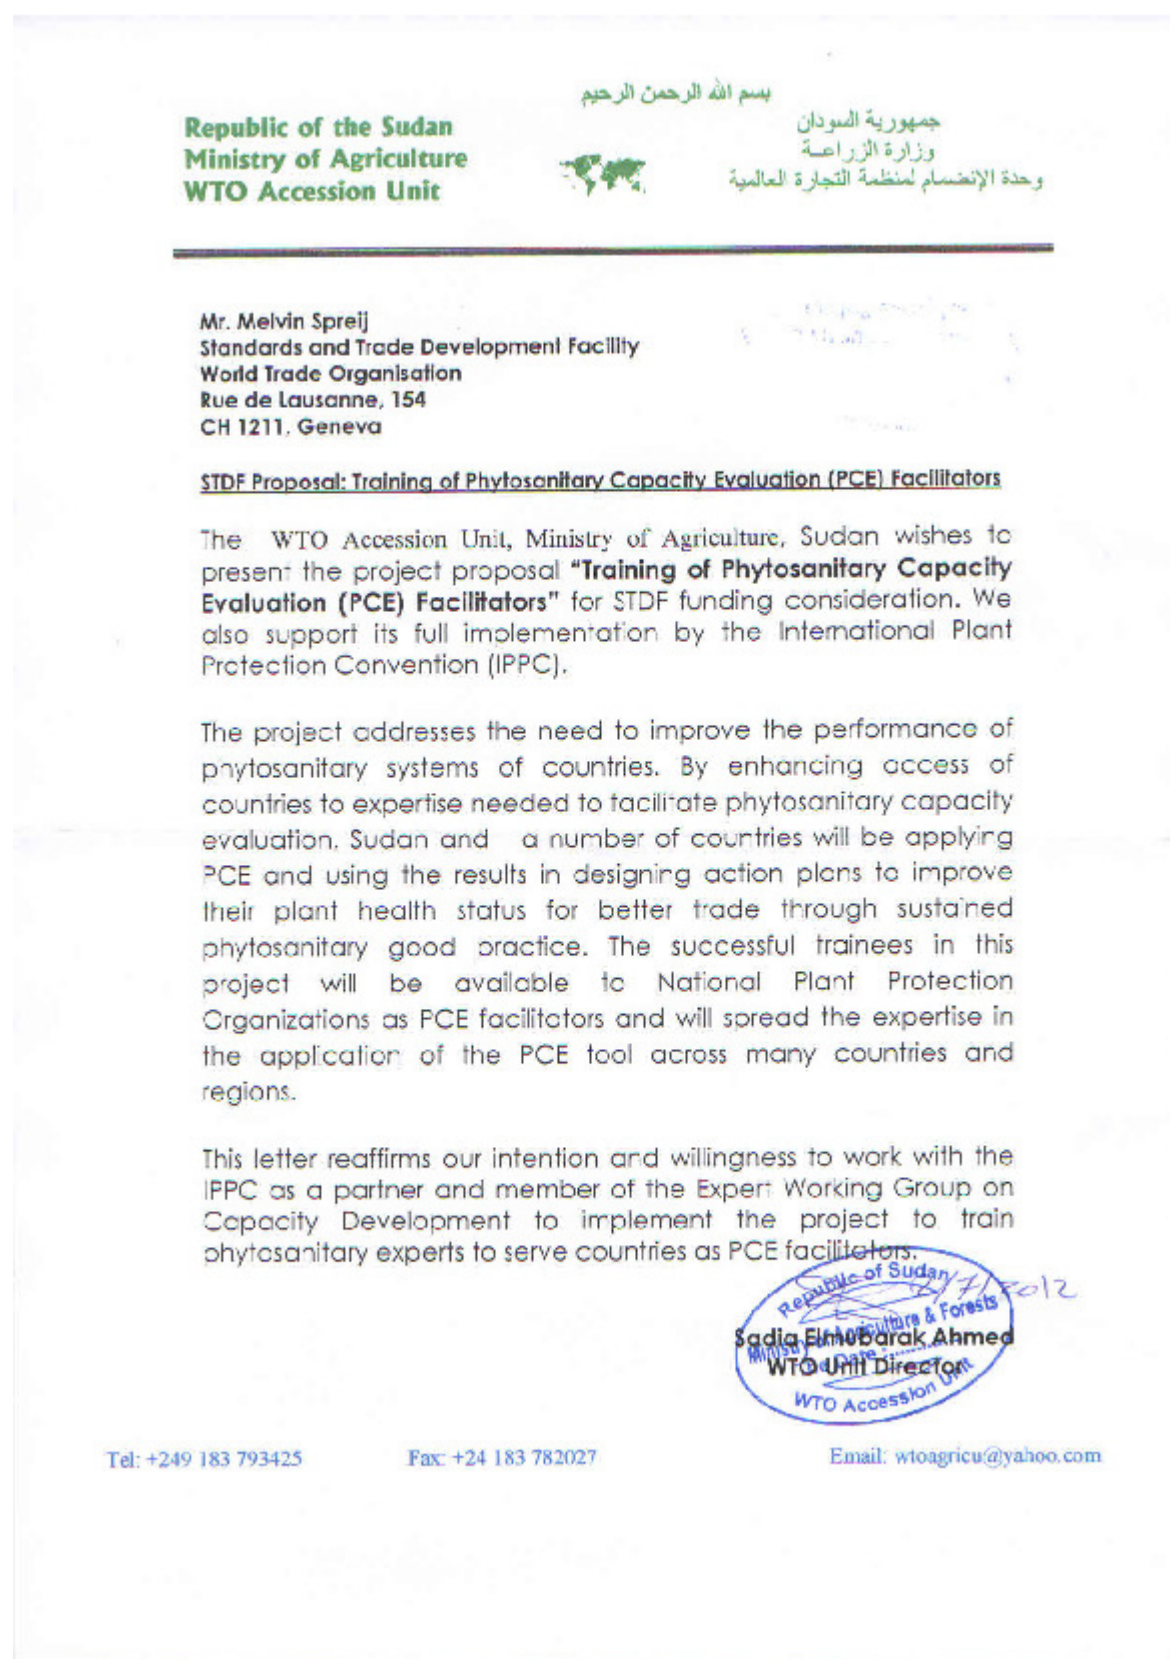 بسم الله الرحمن الرحيم
Republic of the Sudan
Ministry of Agriculture
WTO Accession Unit
جمهورية السودان
وزارة الزراعـــة
وحدة الإنضمام لمنظمة التجارة العالمية
Mr. Melvin Spreij
Standards and Trade Development Facility
World Trade Organisation
Rue de Lausanne, 154
CH 1211, Geneva
STDF Proposal: Training of Phytosanitary Capacity Evaluation (PCE) Facilitators
The WTO Accession Unit, Ministry of Agriculture, Sudan wishes to
present the project proposal "Training of Phytosanitary Capacity
Evaluation (PCE) Facilitators" for STDF funding consideration. We
also support its full implementation by the International Plant
Protection Convention (IPPC).
The project addresses the need to improve the performance of
phytosanitary systems of countries. By enhancing access of
countries to expertise needed to facilitate phytosanitary capacity
evaluation, Sudan and a number of countries will be applying
PCE and using the results in designing action plans to improve
their plant health status for better trade through sustained
phytosanitary good practice. The successful trainees in this
project will be available to National Plant Protection
Organizations as PCE facilitators and will spread the expertise in
the application of the PCE tool across many countries and
regions.
This letter reaffirms our intention and willingness to work with the
IPPC as a partner and member of the Expert Working Group on
Capacity Development to implement the project to train
phytosanitary experts to serve countries as PCE facilitators.
Republic of Sudan
/7/2012
Ministry of Agriculture & Forests
Sadia Elmubarak Ahmed
Date :........
WTO Unit Director
WTO Accession Unit
Tel: +249 183 793425
Fax: +24 183 782027
Email: wtoagricu@yahoo.com